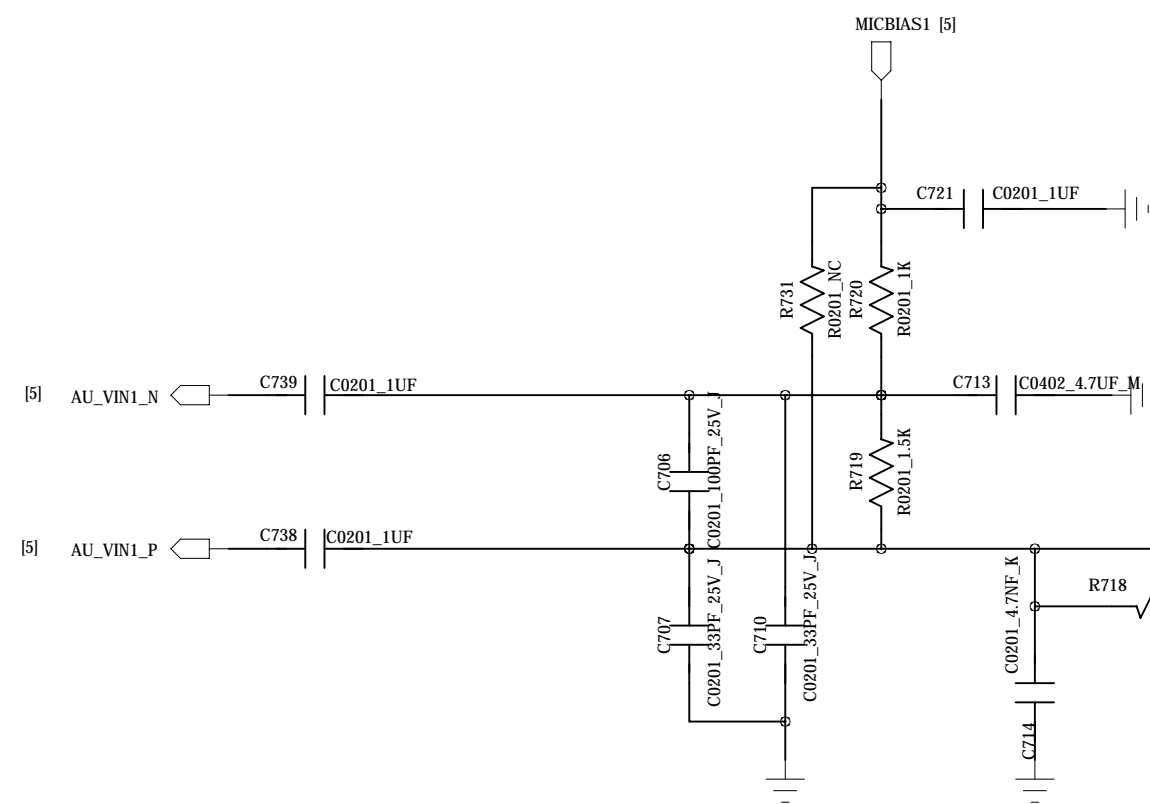 MICBIAS1 [5]
C721 C0201_1UF
R731
R0201_NC
R720
R0201_1K
[5] AU_VIN1_N C739 C0201_1UF
C713 C0402_4.7UF_M
C706
C0201_100PF_25V_J
R719
R0201_1.5K
[5] AU_VIN1_P C738 C0201_1UF
C707
C0201_33PF_25V_J
C710
C0201_33PF_25V_J
C0201_4.7NF_K
R718
C714